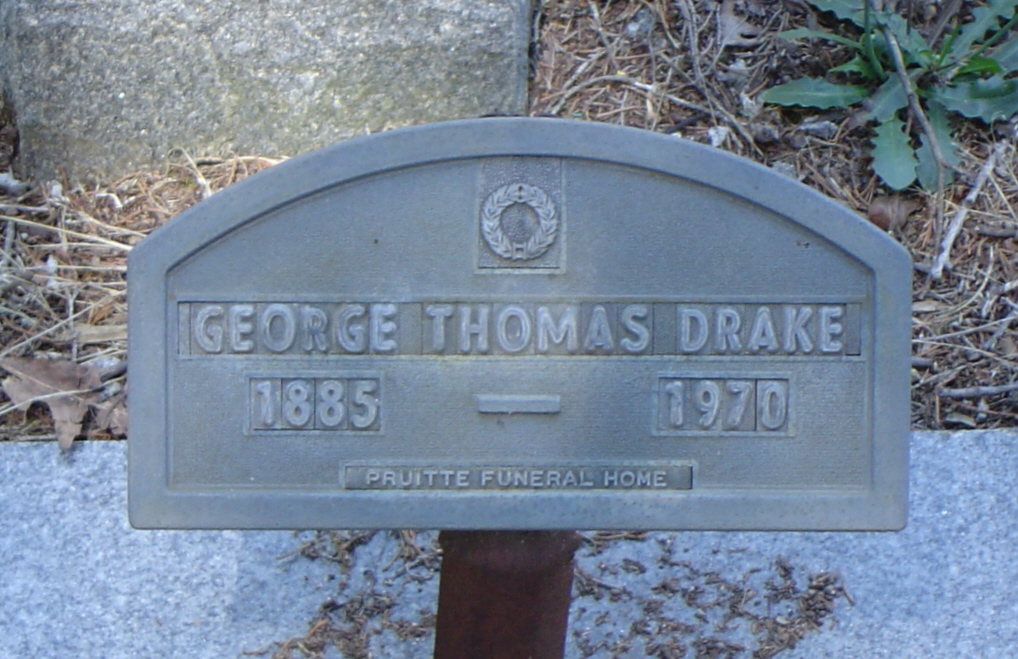 GEORGE THOMAS DRAKE
1885 — 1970
PRUITTE FUNERAL HOME